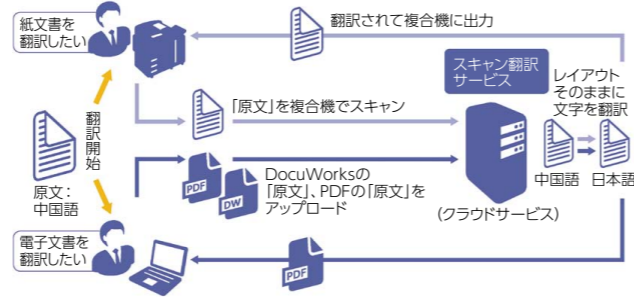 紙文書を
翻訳したい
翻訳されて複合機に出力
スキャン翻訳
サービス
レイアウト
そのままに
文字を翻訳
「原文」を複合機でスキャン
翻訳開始
原文：
中国語
PDF
DW
DocuWorksの
「原文」、PDFの「原文」を
アップロード
（クラウドサービス）
中国語
日本語
電子文書を
翻訳したい
PDF